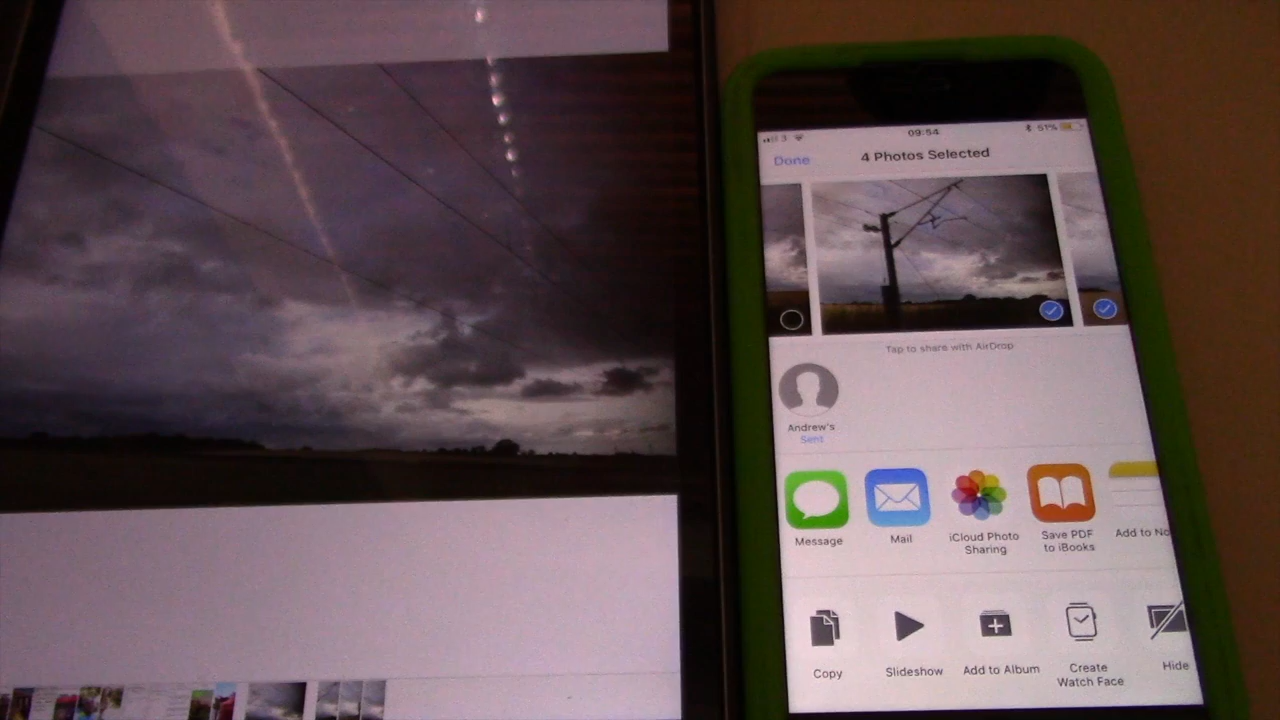 3 09:54 51%
Done 4 Photos Selected
Tap to share with AirDrop
Andrew's
Sent
Message Mail iCloud Photo Sharing Save PDF to iBooks Add to No
Copy Slideshow Add to Album Create Watch Face Hide